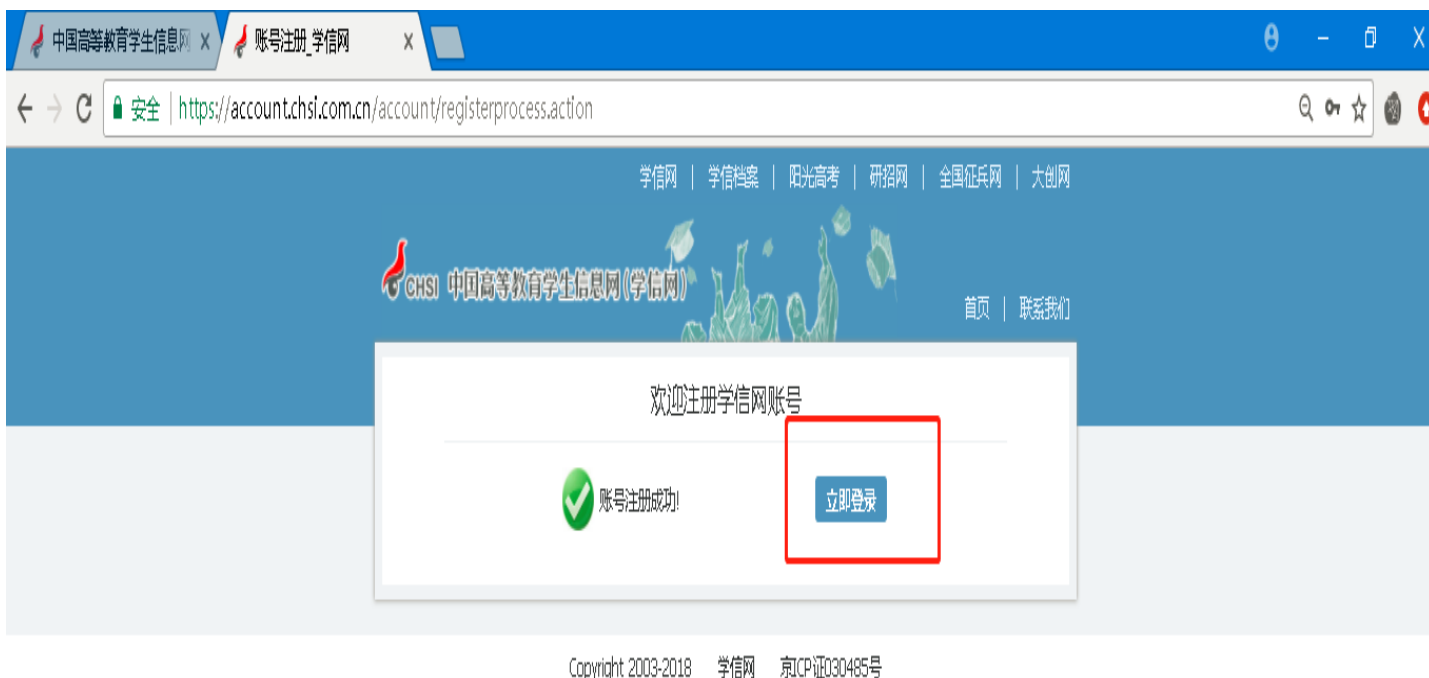 中国高等教育学生信息网 账号注册_学信网
安全 https://account.chsi.com.cn/account/registerprocess.action
学信网 | 学信档案 | 阳光高考 | 研招网 | 全国征兵网 | 大创网
CHSI 中国高等教育学生信息网(学信网)
首页 | 联系我们
欢迎注册学信网账号
账号注册成功!
立即登录
Copyright 2003-2018 学信网 京ICP证030485号